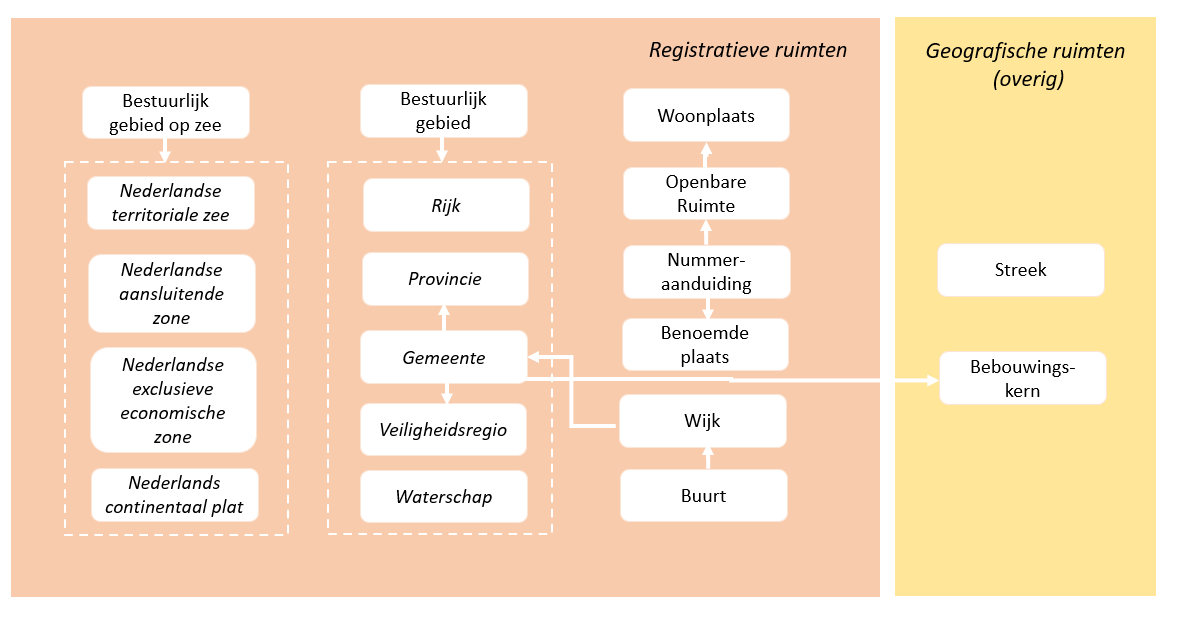 Registratieve ruimten
Bestuurlijk
gebied op zee
Nederlandse
territoriale zee
Nederlandse
aansluitende
zone
Nederlandse
exclusieve
economische
zone
Nederlands
continentaal plat
Bestuurlijk
gebied
Rijk
Provincie
Gemeente
Veiligheidsregio
Waterschap
Woonplaats
Openbare
Ruimte
Nummer-
aanduiding
Benoemde
plaats
Wijk
Buurt
Geografische ruimten
(overig)
Streek
Bebouwings-
kern